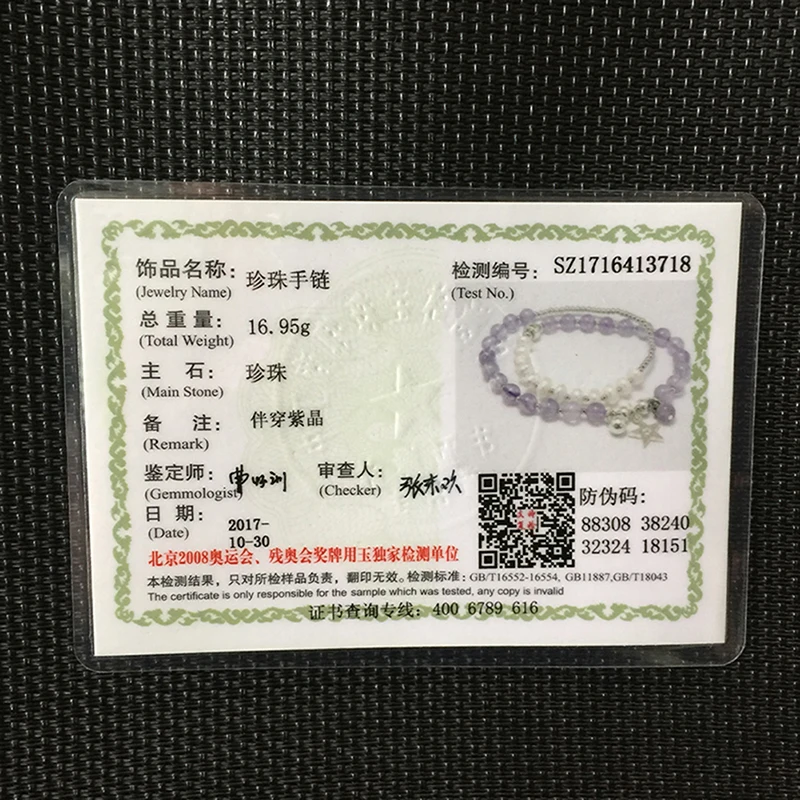 饰品名称: 珍珠手链
(Jewelry Name)
检测编号: SZ1716413718
(Test No.)
总重量: 16.95g
(Total Weight)
主 石: 珍珠
(Main Stone)
备 注: 伴穿紫晶
(Remark)
鉴定师:
(Gemmologist)
审查人:
(Checker)
日 期: 2017-
10-30
(Date)
防伪码:
88308 38240
32324 18151
北京2008奥运会、残奥会奖牌用玉独家检测单位
本检测结果，只对所检样品负责，翻印无效。检测标准: GB/T16552-16554, GB11887,GB/T18043
The certificate is only responsible for the sample which was tested, any copy is invalid
证书查询专线: 400 6789 616